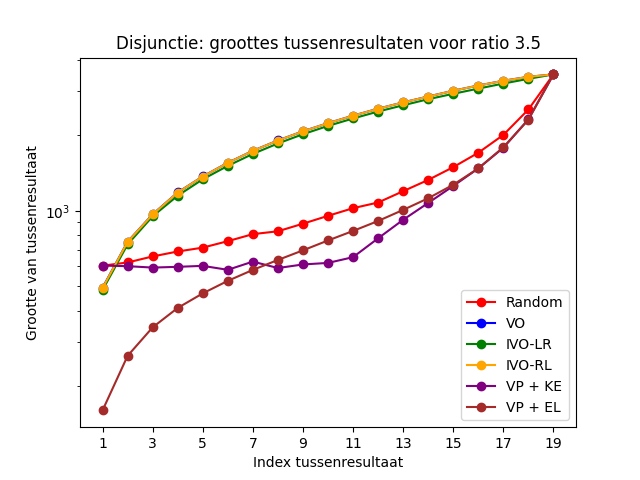 Disjunctie: groottes tussenresultaten voor ratio 3.5
Grootte van tussenresultaat
10³
Random
VO
IVO-LR
IVO-RL
VP + KE
VP + EL
1 3 5 7 9 11 13 15 17 19
Index tussenresultaat